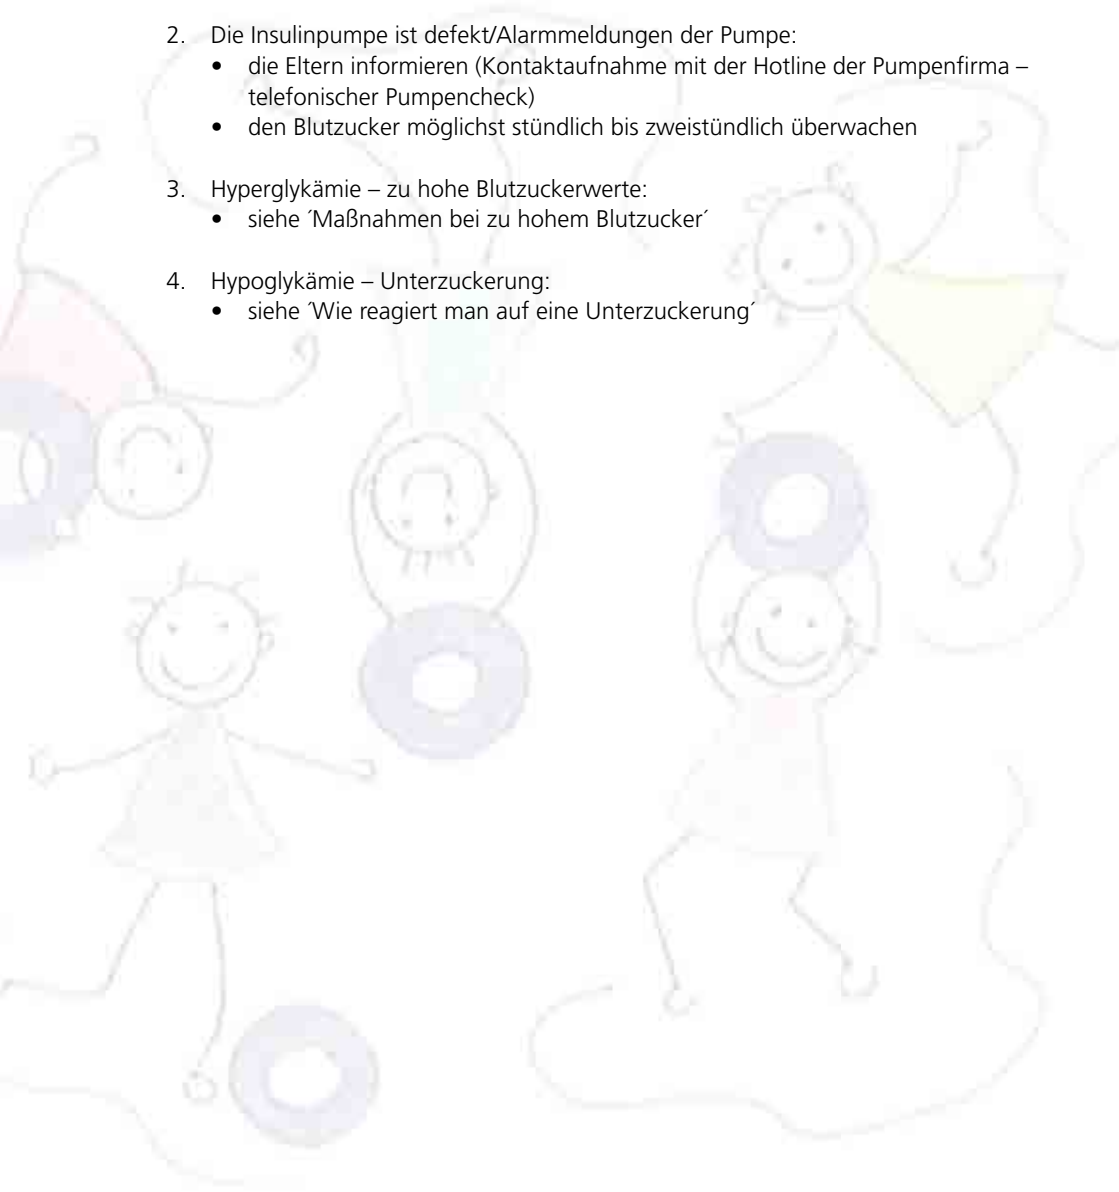 2. Die Insulinpumpe ist defekt/Alarmmeldungen der Pumpe:
• die Eltern informieren (Kontaktaufnahme mit der Hotline der Pumpenfirma –
telefonischer Pumpencheck)
• den Blutzucker möglichst stündlich bis zweistündlich überwachen
3. Hyperglykämie – zu hohe Blutzuckerwerte:
• siehe ´Maßnahmen bei zu hohem Blutzucker´
4. Hypoglykämie – Unterzuckerung:
• siehe ´Wie reagiert man auf eine Unterzuckerung´